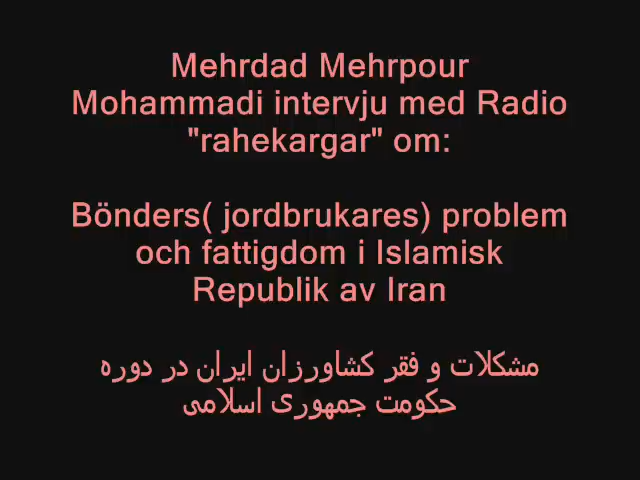 Mehrdad Mehrpour
Mohammadi intervju med Radio
"rahekargar" om:
Bönders( jordbrukares) problem
och fattigdom i Islamisk
Republik av Iran
مشکلات و فقر کشاورزان ایران در دوره
حکومت جمهوری اسلامی